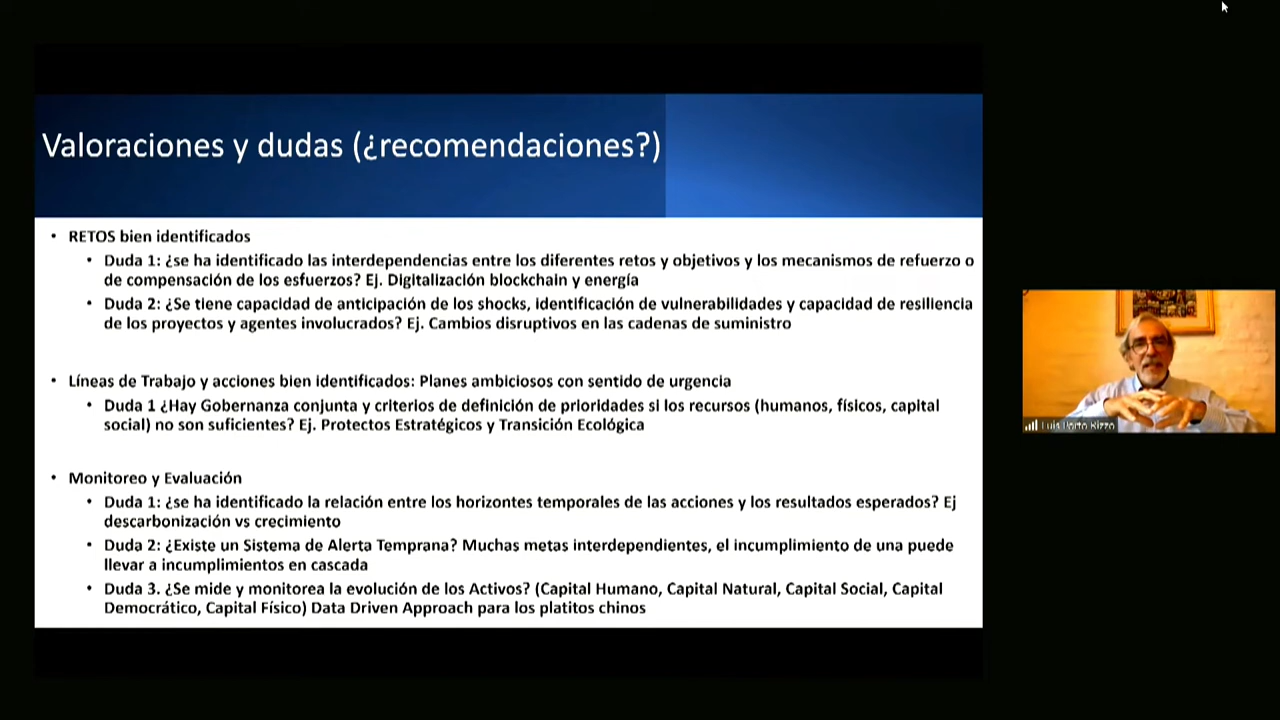 Valoraciones y dudas (¿recomendaciones?)
• RETOS bien identificados
• Duda 1: ¿se ha identificado las interdependencias entre los diferentes retos y objetivos y los mecanismos de refuerzo o
de compensación de los esfuerzos? Ej. Digitalización blockchain y energía
• Duda 2: ¿Se tiene capacidad de anticipación de los shocks, identificación de vulnerabilidades y capacidad de resiliencia
de los proyectos y agentes involucrados? Ej. Cambios disruptivos en las cadenas de suministro
• Líneas de Trabajo y acciones bien identificados: Planes ambiciosos con sentido de urgencia
• Duda 1 ¿Hay Gobernanza conjunta y criterios de definición de prioridades si los recursos (humanos, físicos, capital
social) no son suficientes? Ej. Protectos Estratégicos y Transición Ecológica
• Monitoreo y Evaluación
• Duda 1: ¿se ha identificado la relación entre los horizontes temporales de las acciones y los resultados esperados? Ej
descarbonización vs crecimiento
• Duda 2: ¿Existe un Sistema de Alerta Temprana? Muchas metas interdependientes, el incumplimiento de una puede
llevar a incumplimientos en cascada
• Duda 3. ¿Se mide y monitorea la evolución de los Activos? (Capital Humano, Capital Natural, Capital Social, Capital
Democrático, Capital Físico) Data Driven Approach para los platitos chinos
Luis Porto Rizzo